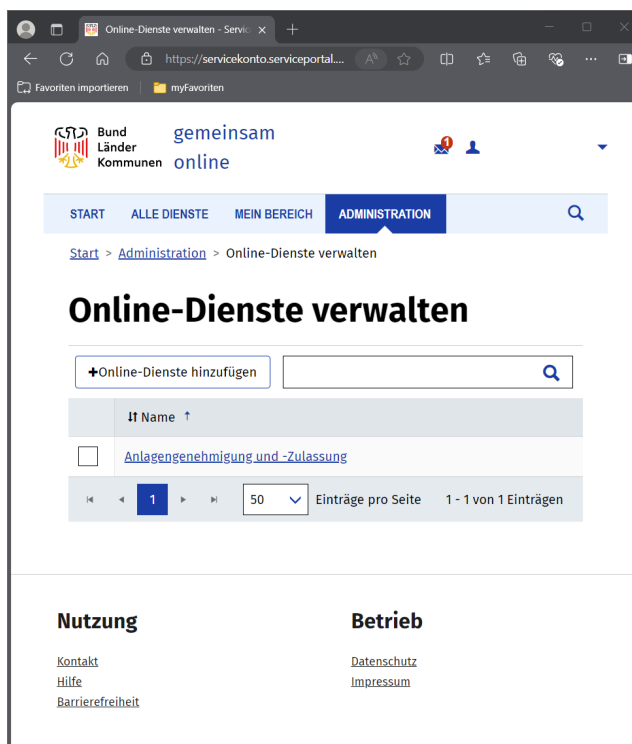 Online-Dienste verwalten - Servic
https://servicekonto.serviceportal....
Favoriten importieren
myFavoriten
Bund
Länder
Kommunen
gemeinsam
online
1
START ALLE DIENSTE MEIN BEREICH ADMINISTRATION
Start > Administration > Online-Dienste verwalten
Online-Dienste verwalten
+Online-Dienste hinzufügen
Name ↑
Anlagengenehmigung und -Zulassung
1 50 Einträge pro Seite 1 - 1 von 1 Einträgen
Nutzung
Kontakt
Hilfe
Barrierefreiheit
Betrieb
Datenschutz
Impressum